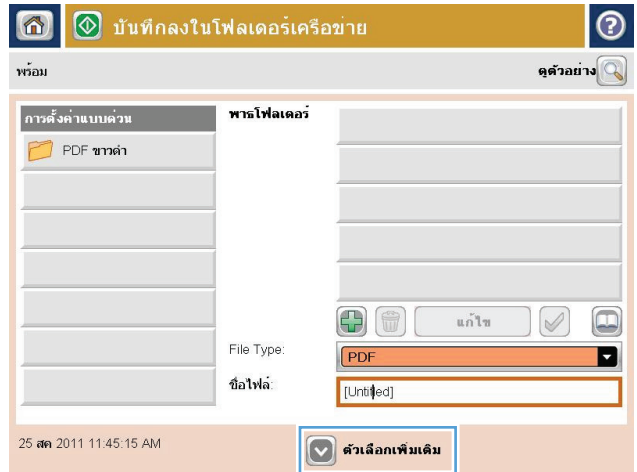 บันทึกลงในโฟลเดอร์เครือข่าย
?
พร้อม
ดูตัวอย่าง
การตั้งค่าแบบด่วน
PDF ขาวดำ
พาธโฟลเดอร์
แก้ไข
File Type:
PDF
ชื่อไฟล์:
[Untitled]
25 สค 2011 11:45:15 AM
ตัวเลือกเพิ่มเติม